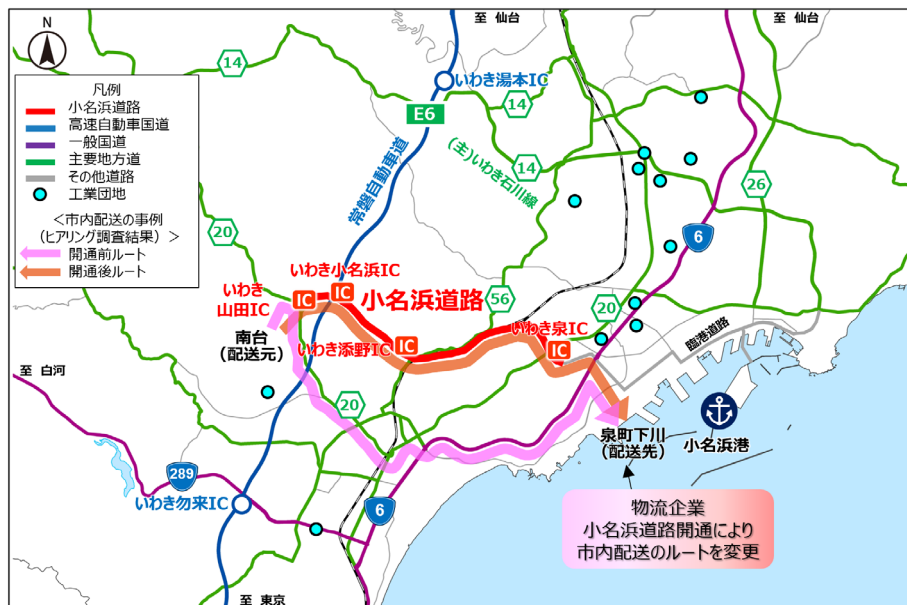 至 仙台
至 仙台
N
14
いわき湯本IC
凡例
小名浜道路
高速自動車国道
一般国道
主要地方道
その他道路
工業団地
＜市内配送の事例
（ヒアリング調査結果）＞
開通前ルート
開通後ルート
E6
14
14
(主)いわき石川線
常磐自動車道
26
20
6
いわき小名浜IC
いわき
山田IC
IC
IC
小名浜道路
56
20
臨港道路
南台
（配送元）
いわき添野IC
IC
いわき泉IC
IC
至 白河
20
泉町下川
（配送先）
小名浜港
289
いわき勿来IC
6
物流企業
小名浜道路開通により
市内配送のルートを変更
至 東京